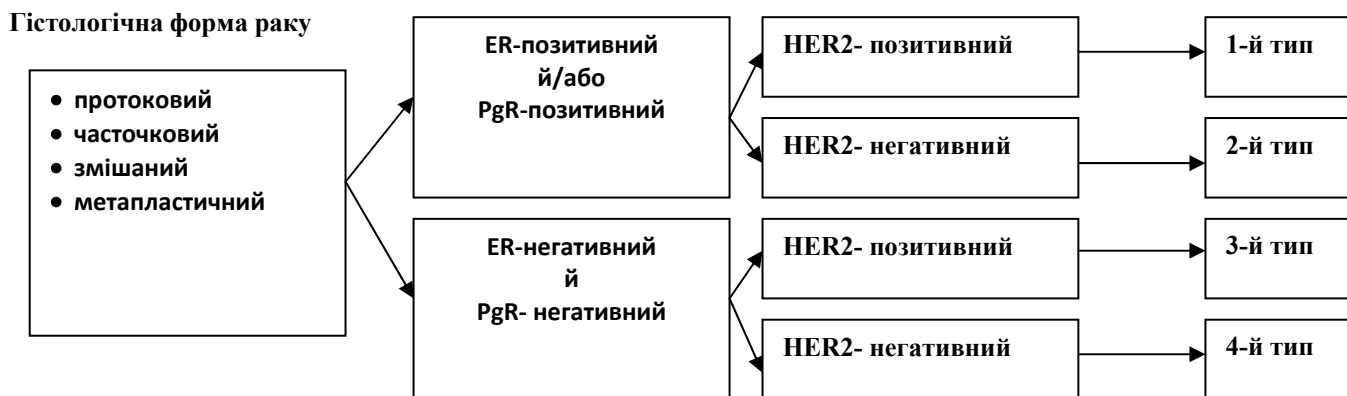 Гістологічна форма раку
• протоковий
• часточковий
• змішаний
• метапластичний
ER-позитивний
й/або
PgR-позитивний
HER2- позитивний
1-й тип
HER2- негативний
2-й тип
ER-негативний
й
PgR- негативний
HER2- позитивний
3-й тип
HER2- негативний
4-й тип